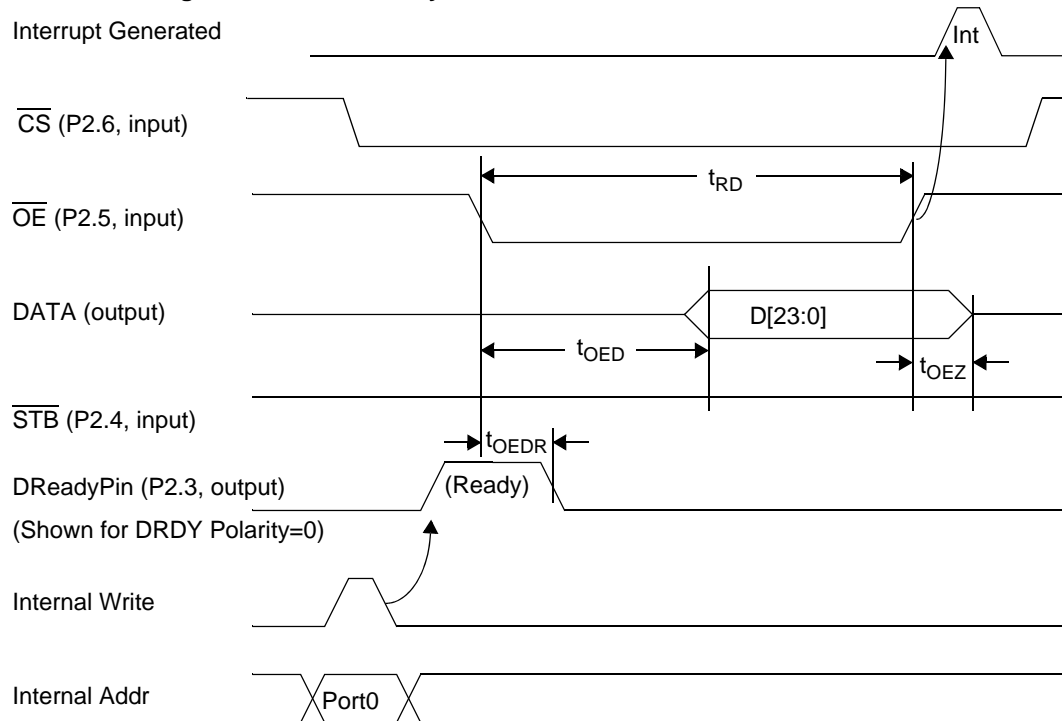 Interrupt Generated
Int
CS (P2.6, input)
tRD
OE (P2.5, input)
DATA (output)
D[23:0]
tOED
tOEZ
STB (P2.4, input)
tOEDR
DReadyPin (P2.3, output)
(Ready)
(Shown for DRDY Polarity=0)
Internal Write
Internal Addr
Port0